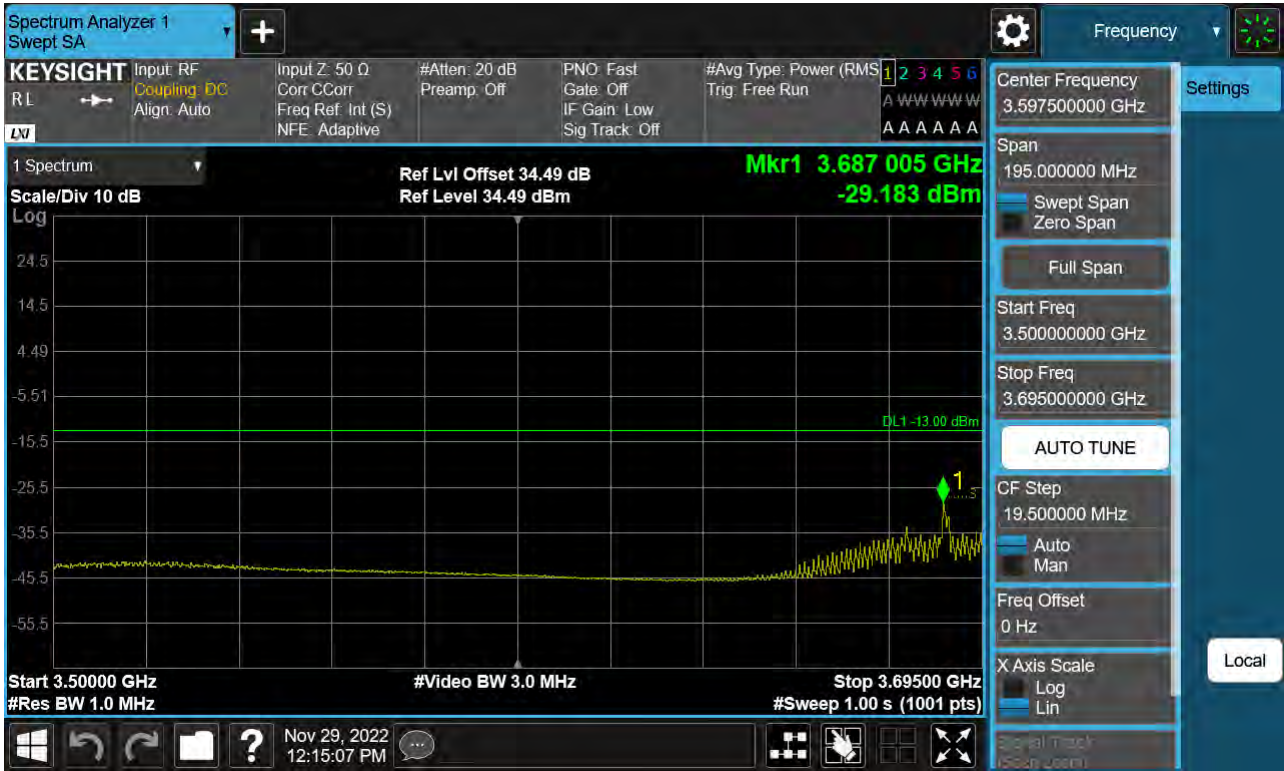 Spectrum Analyzer 1
Swept SA
Frequency
KEYSIGHT
RL
LXI
Input: RF
Coupling: DC
Align: Auto
Input Z: 50 Ω
Corr CCorr
Freq Ref: Int (S)
NFE: Adaptive
#Atten: 20 dB
Preamp: Off
PNO: Fast
Gate: Off
IF Gain: Low
Sig Track: Off
#Avg Type: Power (RMS
Trig: Free Run
1 2 3 4 5 6
A W W W W W
A A A A A A
1 Spectrum
Scale/Div 10 dB
Log
Ref Lvl Offset 34.49 dB
Ref Level 34.49 dBm
Mkr1 3.687 005 GHz
-29.183 dBm
24.5
14.5
4.49
-5.51
-15.5
-25.5
-35.5
-45.5
-55.5
DL1 -13.00 dBm
1
Start 3.50000 GHz
#Res BW 1.0 MHz
#Video BW 3.0 MHz
Stop 3.69500 GHz
#Sweep 1.00 s (1001 pts)
Center Frequency
3.597500000 GHz
Span
195.000000 MHz
Swept Span
Zero Span
Full Span
Start Freq
3.500000000 GHz
Stop Freq
3.695000000 GHz
AUTO TUNE
CF Step
19.500000 MHz
Auto
Man
Freq Offset
0 Hz
X Axis Scale
Log
Lin
Signal Track
(Span Zoom)
Settings
Local
?
Nov 29, 2022
12:15:07 PM